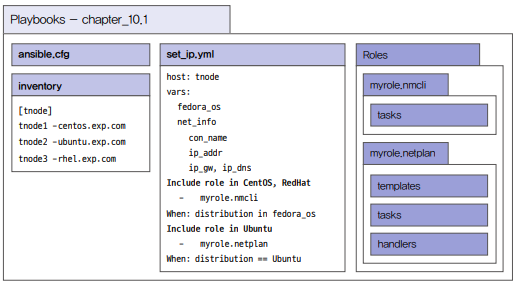 Playbooks – chapter_10.1
ansible.cfg
inventory
[tnode]
tnode1 -centos.exp.com
tnode2 -ubuntu.exp.com
tnode3 -rhel.exp.com
set_ip.yml
host: tnode
vars:
fedora_os
net_info
con_name
ip_addr
ip_gw, ip_dns
Include role in CentOS, RedHat
- myrole.nmcli
When: distribution in fedora_os
Include role in Ubuntu
- myrole.netplan
When: distribution == Ubuntu
Roles
myrole.nmcli
tasks
myrole.netplan
templates
tasks
handlers